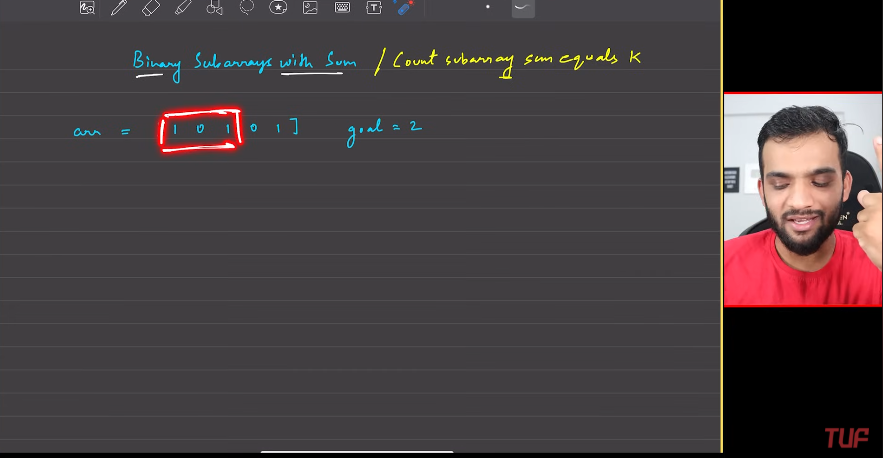 Binary Subarrays with Sum / Count subarray sum equals K
arr = [ 1 0 1 0 1 ] goal = 2
TUF